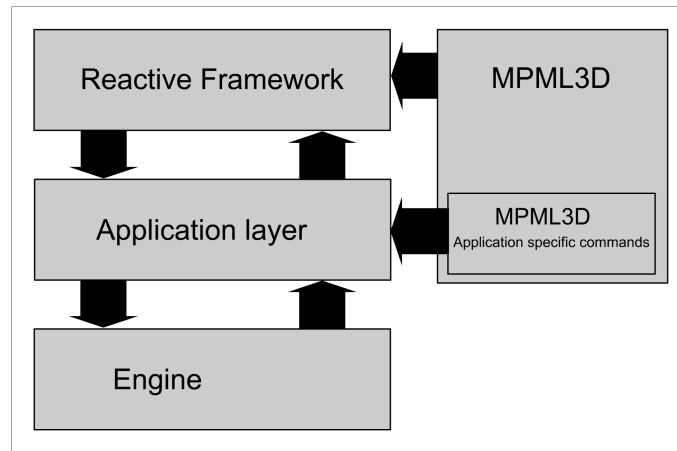 Reactive Framework
MPML3D
Application layer
MPML3D
Application specific commands
Engine